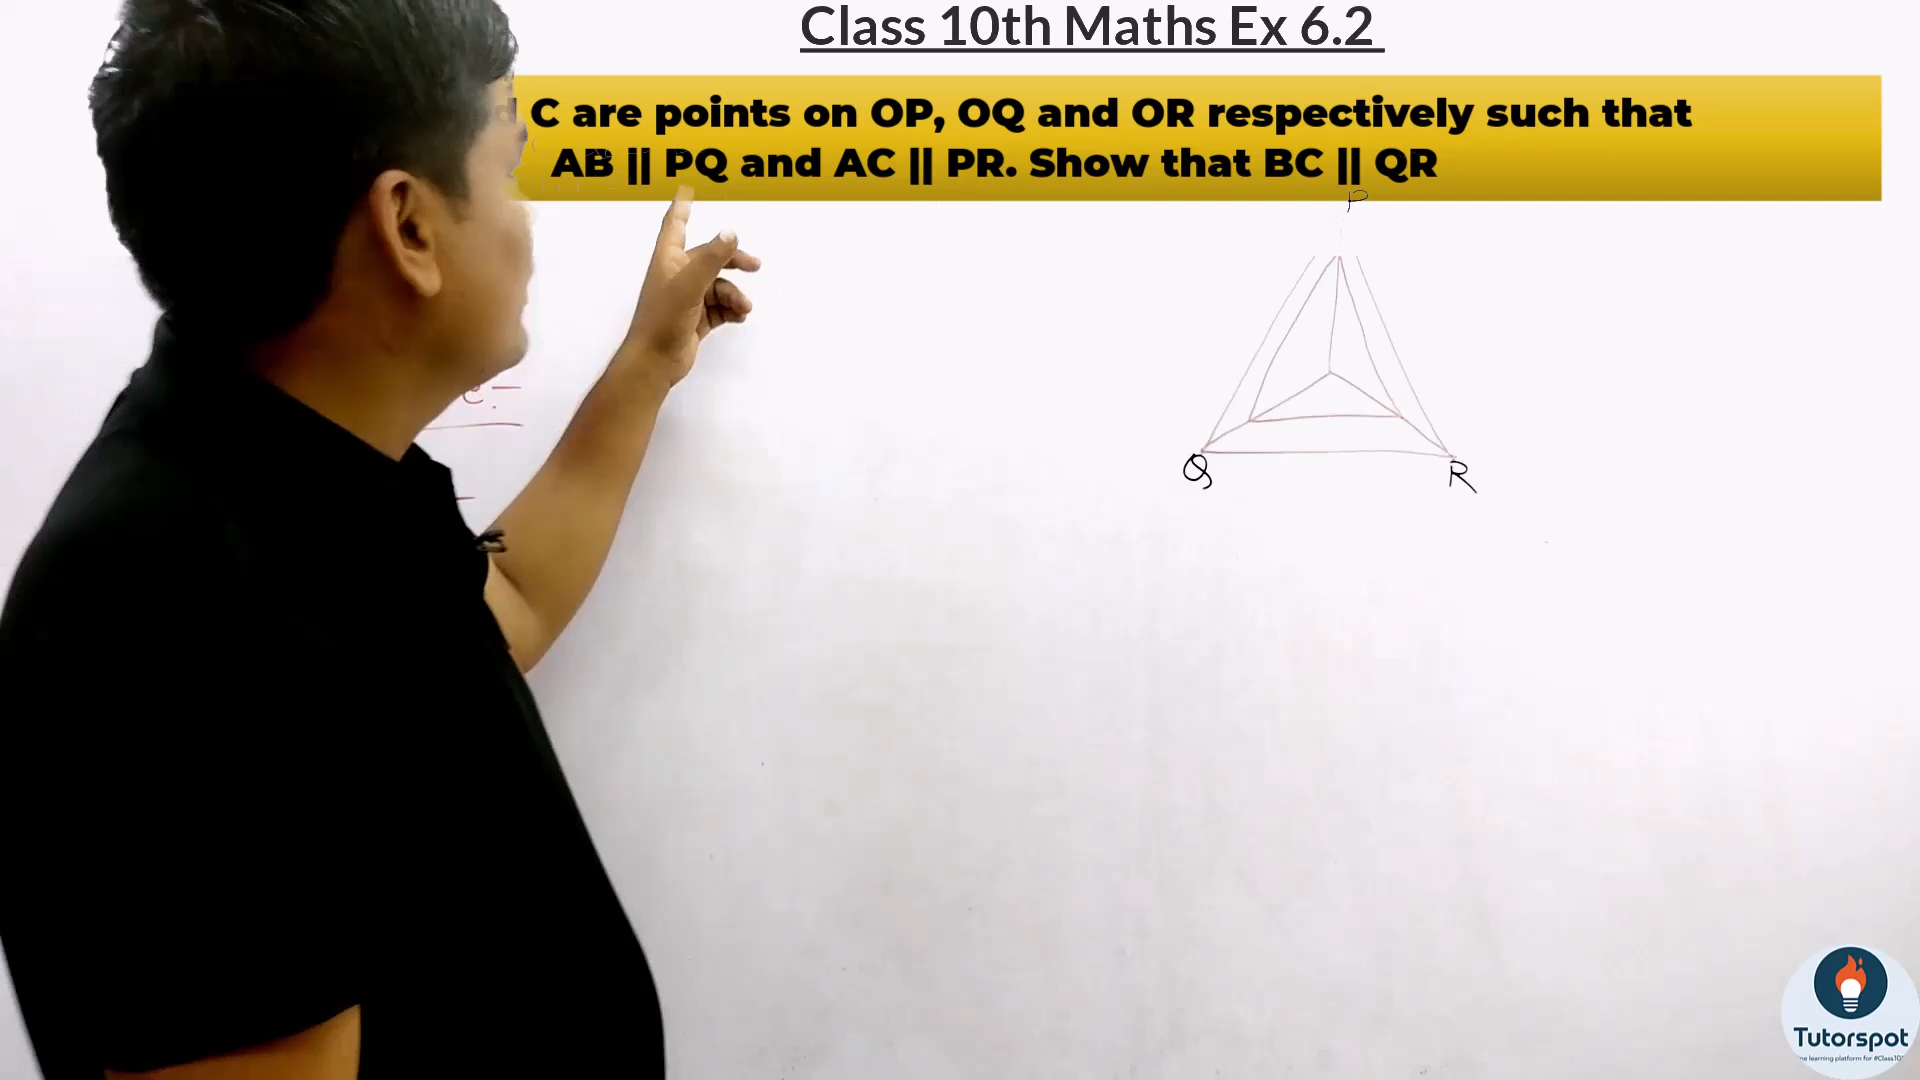 Class 10th Maths Ex 6.2
d C are points on OP, OQ and OR respectively such that
AB || PQ and AC || PR. Show that BC || QR
P
Q
R
Tutorspot